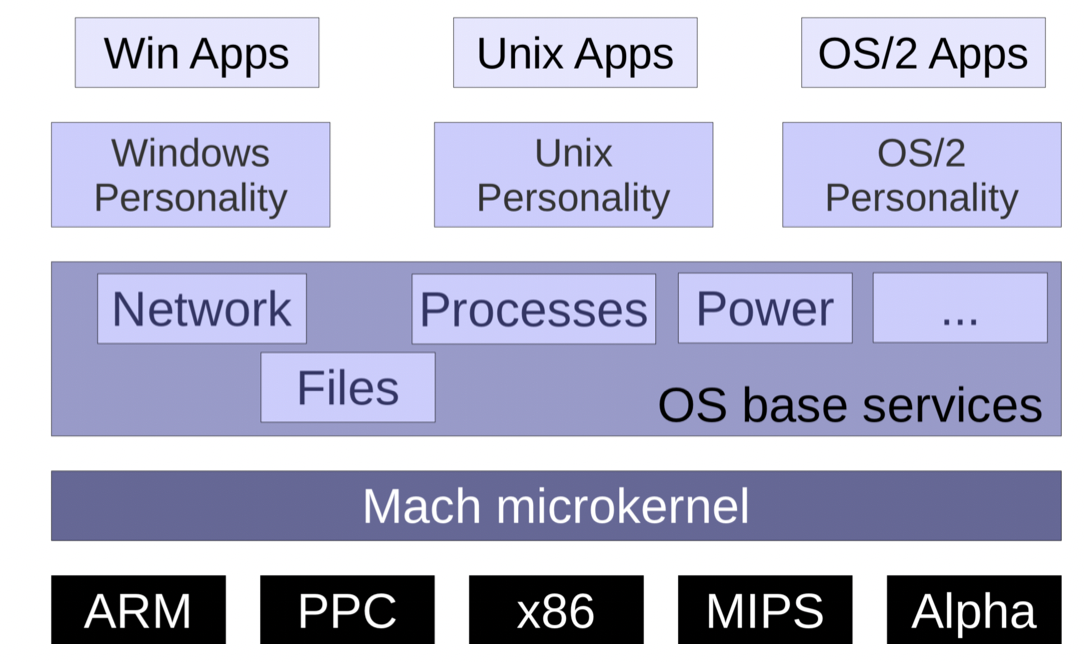 Win Apps
Unix Apps
OS/2 Apps
Windows
Personality
Unix
Personality
OS/2
Personality
Network
Processes
Power
...
Files
OS base services
Mach microkernel
ARM
PPC
x86
MIPS
Alpha